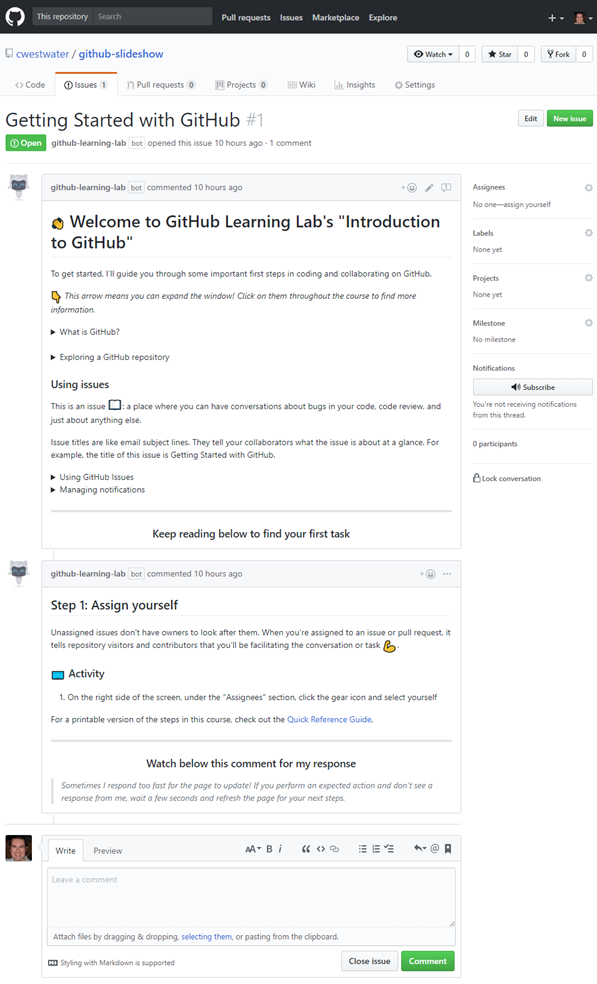 This repository Search Pull requests Issues Marketplace Explore
cwestwater / github-slideshow Watch 0 Star 0 Fork 0
Code Issues 1 Pull requests 0 Projects 0 Wiki Insights Settings
Getting Started with GitHub #1 Edit New issue
Open github-learning-lab bot opened this issue 10 hours ago · 1 comment
github-learning-lab bot commented 10 hours ago
Welcome to GitHub Learning Lab's "Introduction
to GitHub"
To get started, I'll guide you through some important first steps in coding and collaborating on GitHub.
This arrow means you can expand the window! Click on them throughout the course to find more
information.
What is GitHub?
Exploring a GitHub repository
Using issues
This is an issue : a place where you can have conversations about bugs in your code, code review, and
just about anything else.
Issue titles are like email subject lines. They tell your collaborators what the issue is about at a glance. For
example, the title of this issue is Getting Started with GitHub.
Using GitHub Issues
Managing notifications
Keep reading below to find your first task
Assignees
No one—assign yourself
Labels
None yet
Projects
None yet
Milestone
No milestone
Notifications
Subscribe
You're not receiving notifications
from this thread.
0 participants
Lock conversation
github-learning-lab bot commented 10 hours ago
Step 1: Assign yourself
Unassigned issues don't have owners to look after them. When you're assigned to an issue or pull request, it
tells repository visitors and contributors that you'll be facilitating the conversation or task .
Activity
1. On the right side of the screen, under the "Assignees" section, click the gear icon and select yourself
For a printable version of the steps in this course, check out the Quick Reference Guide.
Watch below this comment for my response
Sometimes I respond too fast for the page to update! If you perform an expected action and don't see a
response from me, wait a few seconds and refresh the page for your next steps.
Write Preview AA B i
Leave a comment
Attach files by dragging & dropping, selecting them, or pasting from the clipboard.
Styling with Markdown is supported Close issue Comment